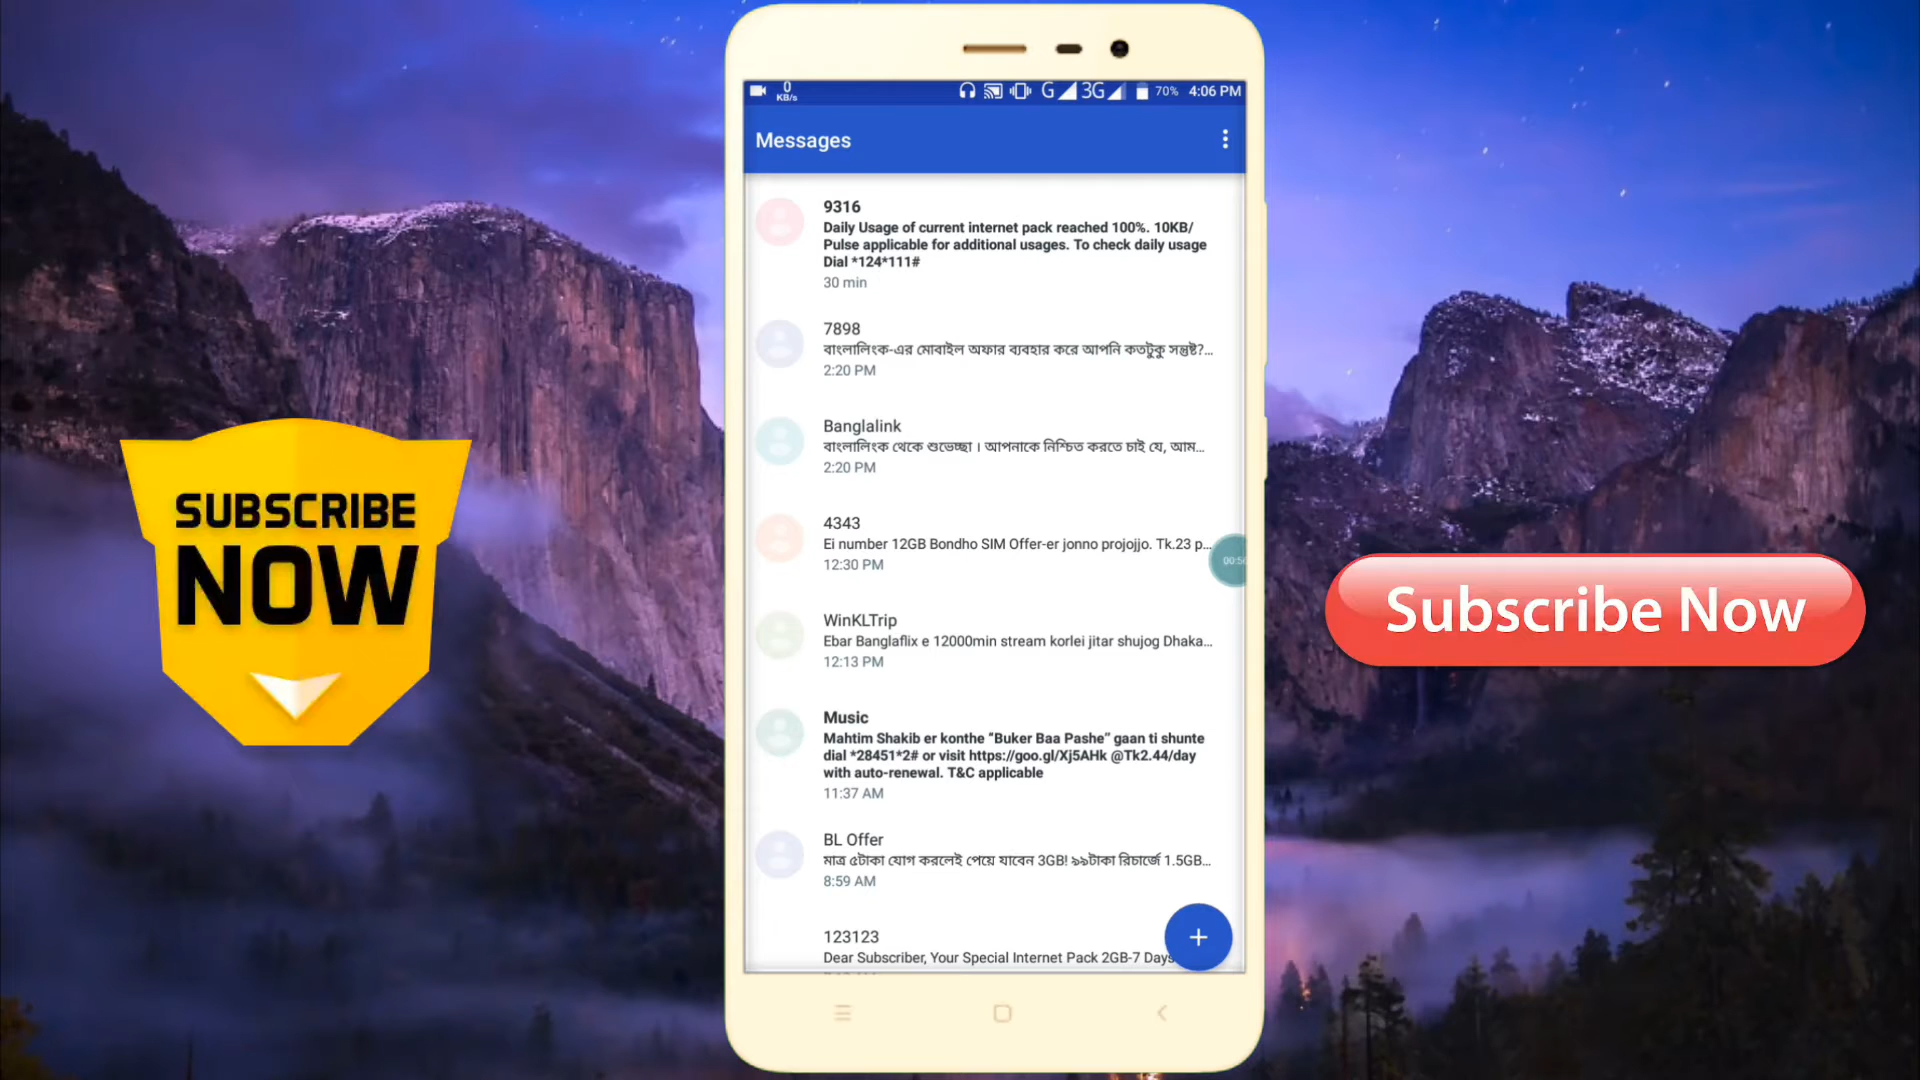 0
KB/s
G
3G
70%
4:06 PM
Messages
9316
Daily Usage of current internet pack reached 100%. 10KB/
Pulse applicable for additional usages. To check daily usage
Dial *124*111#
30 min
7898
বাংলালিংক-এর মোবাইল অফার ব্যবহার করে আপনি কতটুকু সন্তুষ্ট?...
2:20 PM
Banglalink
বাংলালিংক থেকে শুভেচ্ছা । আপনাকে নিশ্চিত করতে চাই যে, আম...
2:20 PM
4343
Ei number 12GB Bondho SIM Offer-er jonno projojjo. Tk.23 p...
12:30 PM
WinKLTrip
Ebar Banglaflix e 12000min stream korlei jitar shujog Dhaka...
12:13 PM
Music
Mahtim Shakib er konthe “Buker Baa Pashe” gaan ti shunte
dial *28451*2# or visit https://goo.gl/Xj5AHk @Tk2.44/day
with auto-renewal. T&C applicable
11:37 AM
BL Offer
মাত্র ৫টাকা যোগ করলেই পেয়ে যাবেন 3GB! ৯৯টাকা রিচার্জে 1.5GB...
8:59 AM
123123
Dear Subscriber, Your Special Internet Pack 2GB-7 Days
SUBSCRIBE
NOW
Subscribe Now